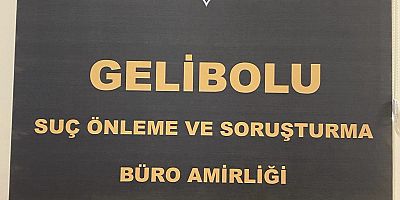 GELİBOLU
SUÇ ÖNLEME VE SORUŞTURMA
BÜRO AMİRLİĞİ